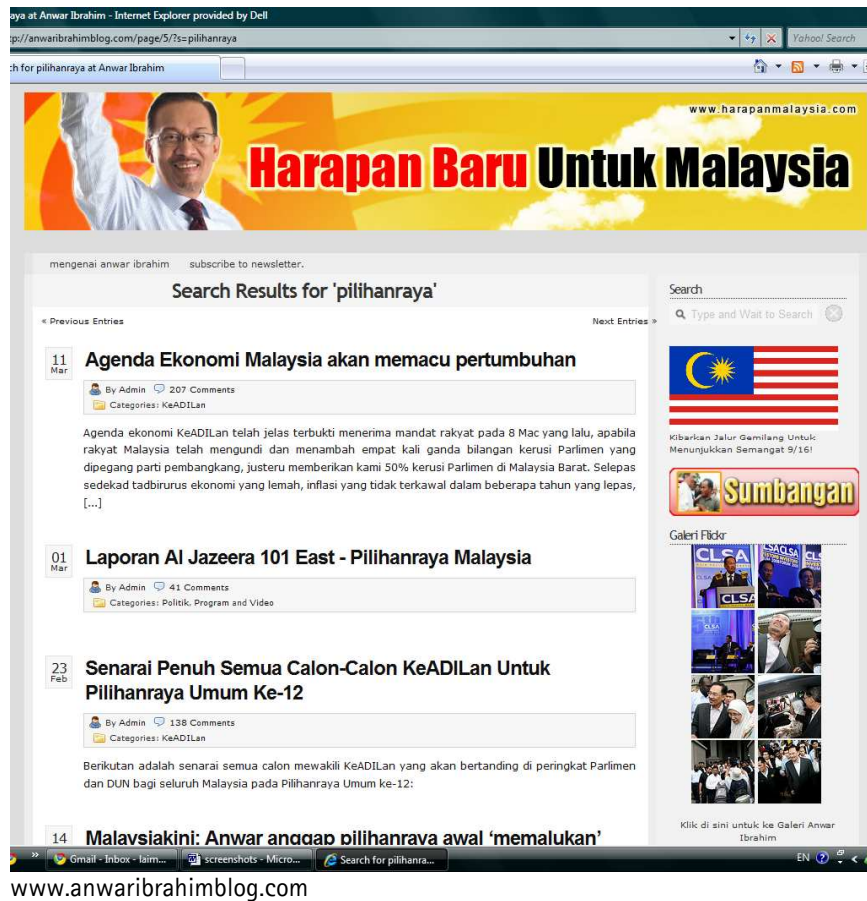 aya at Anwar Ibrahim - Internet Explorer provided by Dell
p://anwaribrahimblog.com/page/5/?s=pilihanraya
Yahoo! Search
ch for pilihanraya at Anwar Ibrahim
www.harapanmalaysia.com
Harapan Baru Untuk Malaysia
mengenai anwar ibrahim subscribe to newsletter.
Search Results for 'pilihanraya'
« Previous Entries
Next Entries »
11
Mar
Agenda Ekonomi Malaysia akan memacu pertumbuhan
By Admin 207 Comments
Categories: KeADILan
Agenda ekonomi KeADILan telah jelas terbukti menerima mandat rakyat pada 8 Mac yang lalu, apabila
rakyat Malaysia telah mengundi dan menambah empat kali ganda bilangan kerusi Parlimen yang
dipegang parti pembangkang, justeru memberikan kami 50% kerusi Parlimen di Malaysia Barat. Selepas
sedekad tadbirurus ekonomi yang lemah, inflasi yang tidak terkawal dalam beberapa tahun yang lepas,
[...]
01
Mar
Laporan Al Jazeera 101 East - Pilihanraya Malaysia
By Admin 41 Comments
Categories: Politik, Program and Video
23
Feb
Senarai Penuh Semua Calon-Calon KeADILan Untuk
Pilihanraya Umum Ke-12
By Admin 138 Comments
Categories: KeADILan
Berikutan adalah senarai semua calon mewakili KeADILan yang akan bertanding di peringkat Parlimen
dan DUN bagi seluruh Malaysia pada Pilihanraya Umum ke-12:
14
Malaysiakini: Anwar anggap pilihanraya awal ‘memalukan’
Search
Type and Wait to Search
Kibarkan Jalur Gemilang Untuk
Menunjukkan Semangat 9/16!
Sumbangan
Galeri Flickr
CLSA
CLSA
CLS
CLSA
Klik di sini untuk ke Galeri Anwar
Ibrahim
» Gmail - Inbox - laim... screenshots - Micro... Search for pilihanra... EN
www.anwaribrahimblog.com